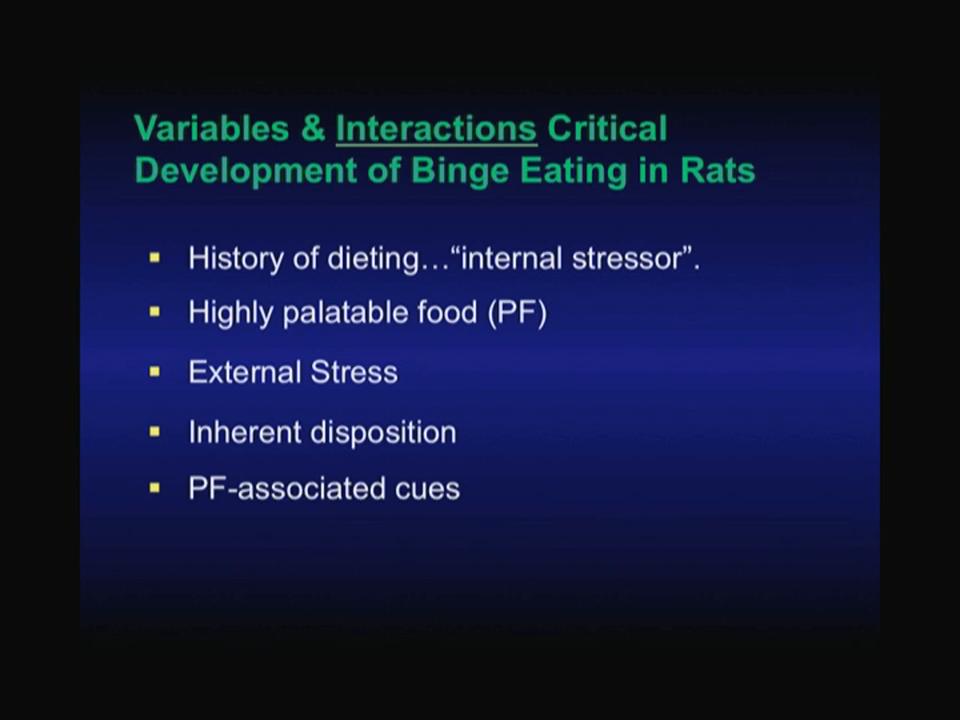 Variables & Interactions Critical
Development of Binge Eating in Rats
▪ History of dieting…“internal stressor”.
▪ Highly palatable food (PF)
▪ External Stress
▪ Inherent disposition
▪ PF-associated cues